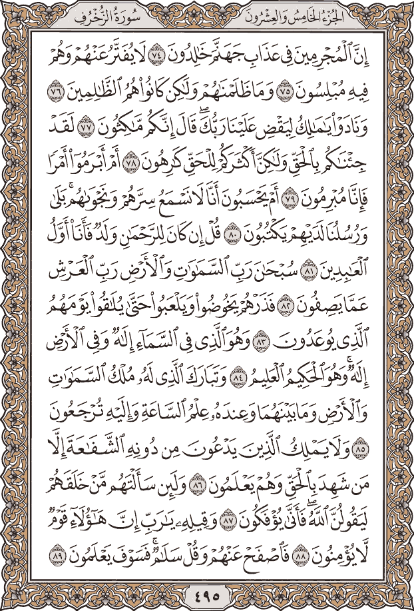 الجزء الخامس والعشرون سورة الزخرف
إِنَّ ٱلْمُجْرِمِينَ فِى عَذَابِ جَهَنَّمَ خَٰلِدُونَ ٧٤ لَا يُفَتَّرُ عَنْهُمْ وَهُمْ
فِيهِ مُبْلِسُونَ ٧٥ وَمَا ظَلَمْنَٰهُمْ وَلَٰكِن كَانُوا۟ هُمُ ٱلظَّٰلِمِينَ ٧٦
وَنَادَوْا۟ يَٰمَٰلِكُ لِيَقْضِ عَلَيْنَا رَبُّكَ ۖ قَالَ إِنَّكُم مَّٰكِثُونَ ٧٧ لَقَدْ
جِئْنَٰكُم بِٱلْحَقِّ وَلَٰكِنَّ أَكْثَرَكُمْ لِلْحَقِّ كَٰرِهُونَ ٧٨ أَمْ أَبْرَمُوٓا۟ أَمْرًا
فَإِنَّا مُبْرِمُونَ ٧٩ أَمْ يَحْسَبُونَ أَنَّا لَا نَسْمَعُ سِرَّهُمْ وَنَجْوَىٰهُم ۚ بَلَىٰ
وَرُسُلُنَا لَدَيْهِمْ يَكْتُبُونَ ٨٠ قُلْ إِن كَانَ لِلرَّحْمَٰنِ وَلَدٌ فَأَنَا۠ أَوَّلُ
ٱلْعَٰبِدِينَ ٨١ سُبْحَٰنَ رَبِّ ٱلسَّمَٰوَٰتِ وَٱلْأَرْضِ رَبِّ ٱلْعَرْشِ
عَمَّا يَصِفُونَ ٨٢ فَذَرْهُمْ يَخُوضُوا۟ وَيَلْعَبُوا۟ حَتَّىٰ يُلَٰقُوا۟ يَوْمَهُمُ
ٱلَّذِى يُوعَدُونَ ٨٣ وَهُوَ ٱلَّذِى فِى ٱلسَّمَآءِ إِلَٰهٌ وَفِى ٱلْأَرْضِ
إِلَٰهٌ ۚ وَهُوَ ٱلْحَكِيمُ ٱلْعَلِيمُ ٨٤ وَتَبَارَكَ ٱلَّذِى لَهُۥ مُلْكُ ٱلسَّمَٰوَٰتِ
وَٱلْأَرْضِ وَمَا بَيْنَهُمَا وَعِندَهُۥ عِلْمُ ٱلسَّاعَةِ وَإِلَيْهِ تُرْجَعُونَ
٨٥ وَلَا يَمْلِكُ ٱلَّذِينَ يَدْعُونَ مِن دُونِهِ ٱلشَّفَٰعَةَ إِلَّا
مَن شَهِدَ بِٱلْحَقِّ وَهُمْ يَعْلَمُونَ ٨٦ وَلَئِن سَأَلْتَهُم مَّنْ خَلَقَهُمْ
لَيَقُولُنَّ ٱللَّهُ ۖ فَأَنَّىٰ يُؤْفَكُونَ ٨٧ وَقِيلِهِۦ يَٰرَبِّ إِنَّ هَٰٓؤُلَآءِ قَوْمٌ
لَّا يُؤْمِنُونَ ٨٨ فَٱصْفَحْ عَنْهُمْ وَقُلْ سَلَٰمٌ ۚ فَسَوْفَ يَعْلَمُونَ ٨٩
٤٩٥